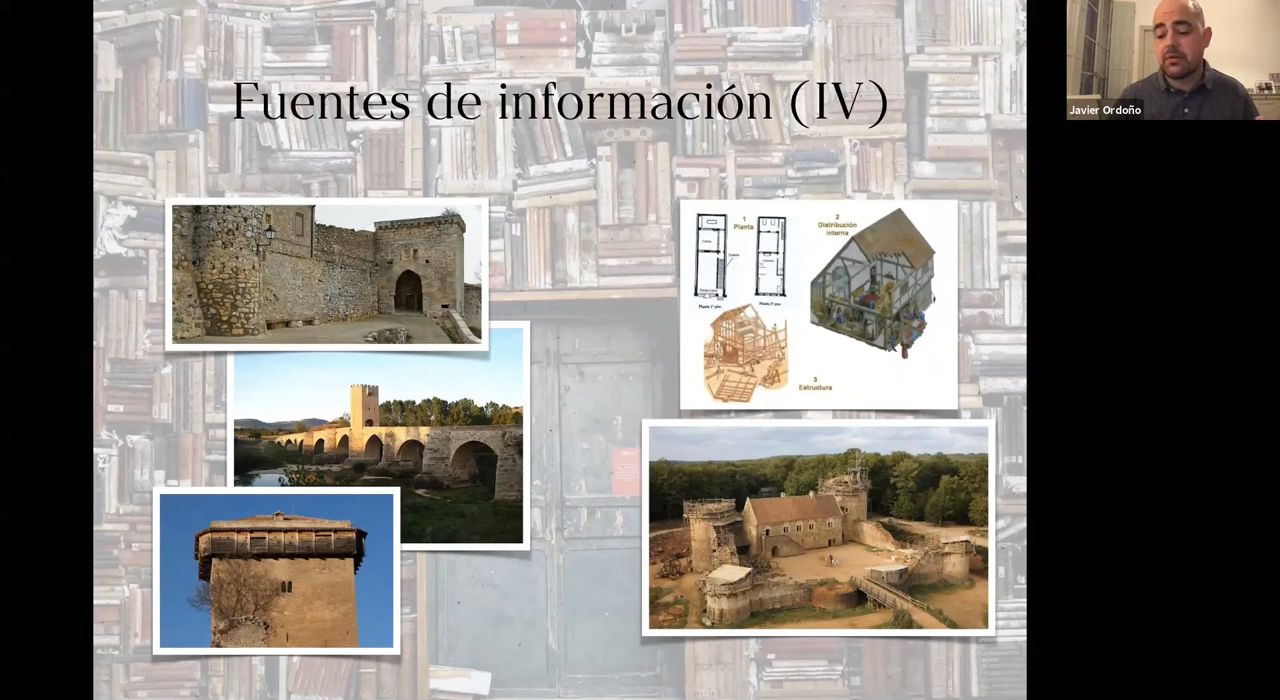 Fuentes de información (IV)
Javier Ordoño
1
Planta
2
Distribución
interna
3
Estructura